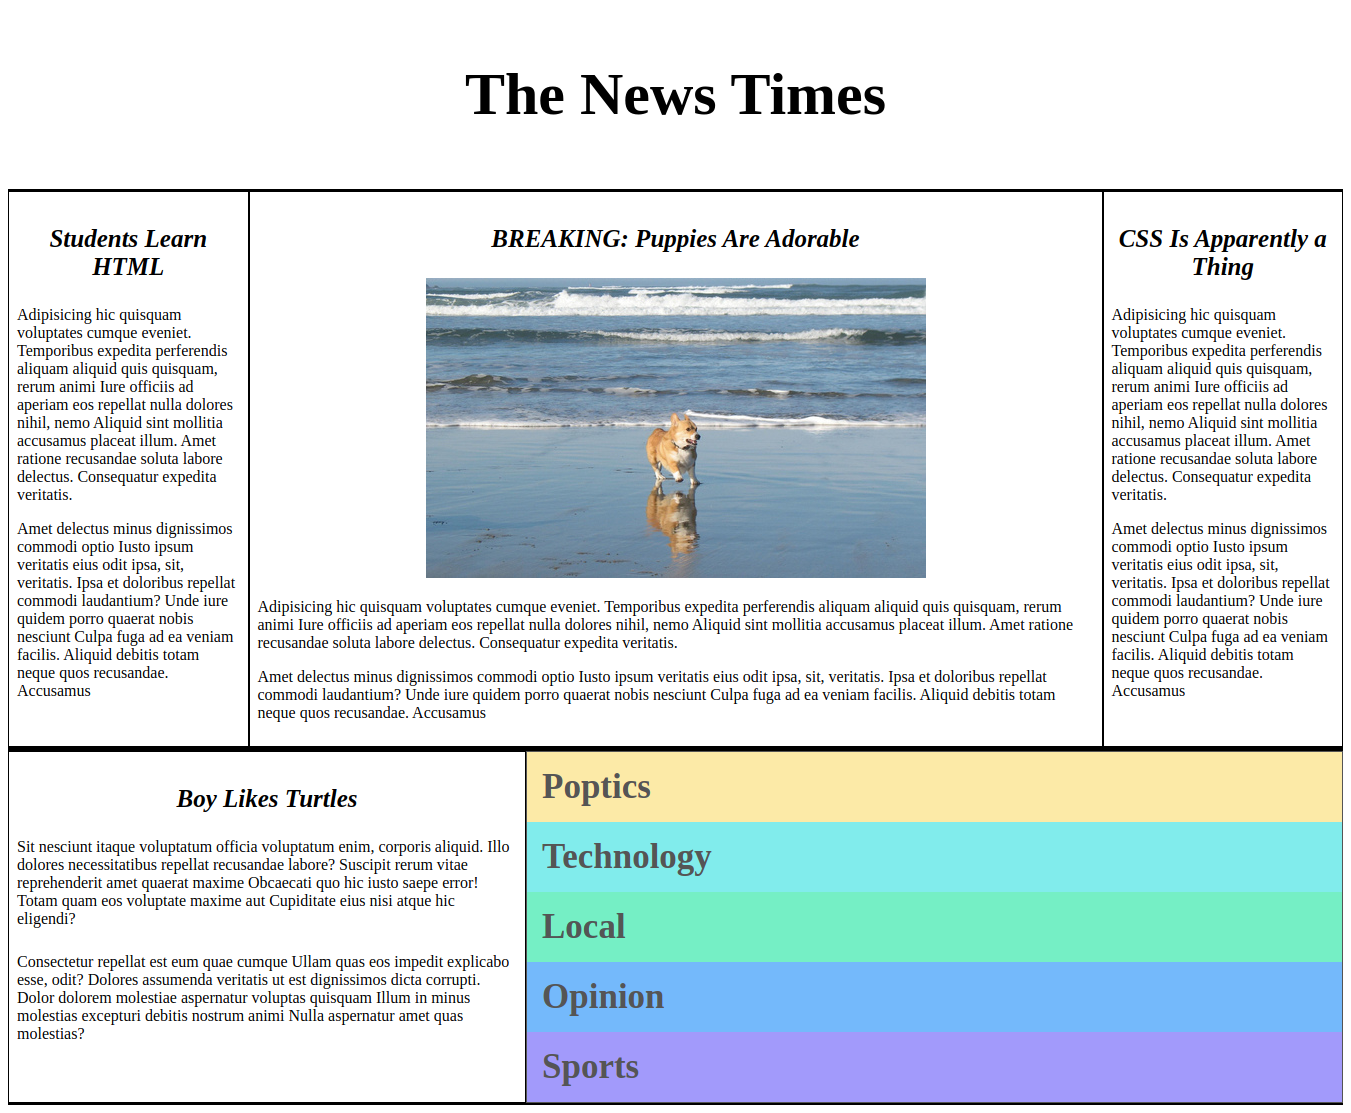 The News Times
Students Learn
HTML
Adipisicing hic quisquam
voluptates cumque eveniet.
Temporibus expedita perferendis
aliquam aliquid quis quisquam,
rerum animi Iure officiis ad
aperiam eos repellat nulla dolores
nihil, nemo Aliquid sint mollitia
accusamus placeat illum. Amet
ratione recusandae soluta labore
delectus. Consequatur expedita
veritatis.
Amet delectus minus dignissimos
commodi optio Iusto ipsum
veritatis eius odit ipsa, sit,
veritatis. Ipsa et doloribus repellat
commodi laudantium? Unde iure
quidem porro quaerat nobis
nesciunt Culpa fuga ad ea veniam
facilis. Aliquid debitis totam
neque quos recusandae.
Accusamus
BREAKING: Puppies Are Adorable
Adipisicing hic quisquam voluptates cumque eveniet. Temporibus expedita perferendis aliquam aliquid quis quisquam, rerum
animi Iure officiis ad aperiam eos repellat nulla dolores nihil, nemo Aliquid sint mollitia accusamus placeat illum. Amet ratione
recusandae soluta labore delectus. Consequatur expedita veritatis.
Amet delectus minus dignissimos commodi optio Iusto ipsum veritatis eius odit ipsa, sit, veritatis. Ipsa et doloribus repellat
commodi laudantium? Unde iure quidem porro quaerat nobis nesciunt Culpa fuga ad ea veniam facilis. Aliquid debitis totam
neque quos recusandae. Accusamus
CSS Is Apparently a
Thing
Adipisicing hic quisquam
voluptates cumque eveniet.
Temporibus expedita perferendis
aliquam aliquid quis quisquam,
rerum animi Iure officiis ad
aperiam eos repellat nulla dolores
nihil, nemo Aliquid sint mollitia
accusamus placeat illum. Amet
ratione recusandae soluta labore
delectus. Consequatur expedita
veritatis.
Amet delectus minus dignissimos
commodi optio Iusto ipsum
veritatis eius odit ipsa, sit,
veritatis. Ipsa et doloribus repellat
commodi laudantium? Unde iure
quidem porro quaerat nobis
nesciunt Culpa fuga ad ea veniam
facilis. Aliquid debitis totam
neque quos recusandae.
Accusamus
Boy Likes Turtles
Sit nesciunt itaque voluptatum officia voluptatum enim, corporis aliquid. Illo
dolores necessitatibus repellat recusandae labore? Suscipit rerum vitae
reprehenderit amet quaerat maxime Obcaecati quo hic iusto saepe error!
Totam quam eos voluptate maxime aut Cupiditate eius nisi atque hic
eligendi?
Consectetur repellat est eum quae cumque Ullam quas eos impedit explicabo
esse, odit? Dolores assumenda veritatis ut est dignissimos dicta corrupti.
Dolor dolorem molestiae aspernatur voluptas quisquam Illum in minus
molestias excepturi debitis nostrum animi Nulla aspernatur amet quas
molestias?
Poptics
Technology
Local
Opinion
Sports